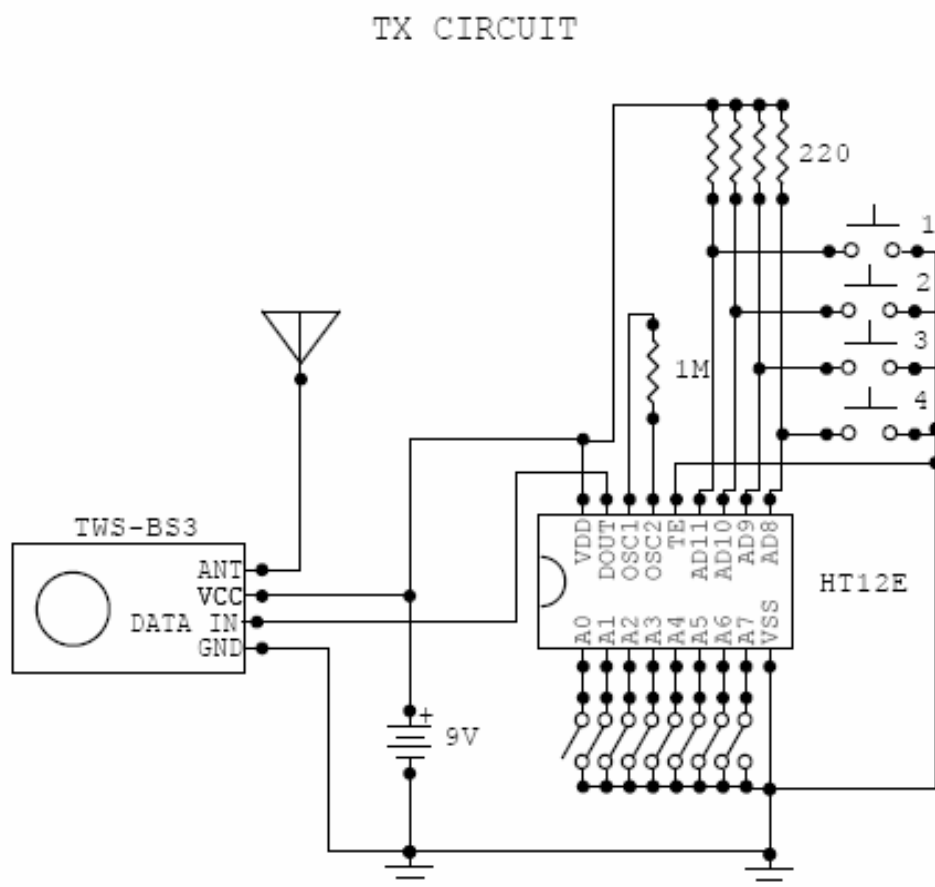 TX CIRCUIT
220
1
2
3
4
1M
TWS-BS3
ANT
VCC
DATA IN
GND
VDD
DOUT
OSC1
OSC2
TE
AD11
AD10
AD9
AD8
HT12E
A0
A1
A2
A3
A4
A5
A6
A7
VSS
+
9V